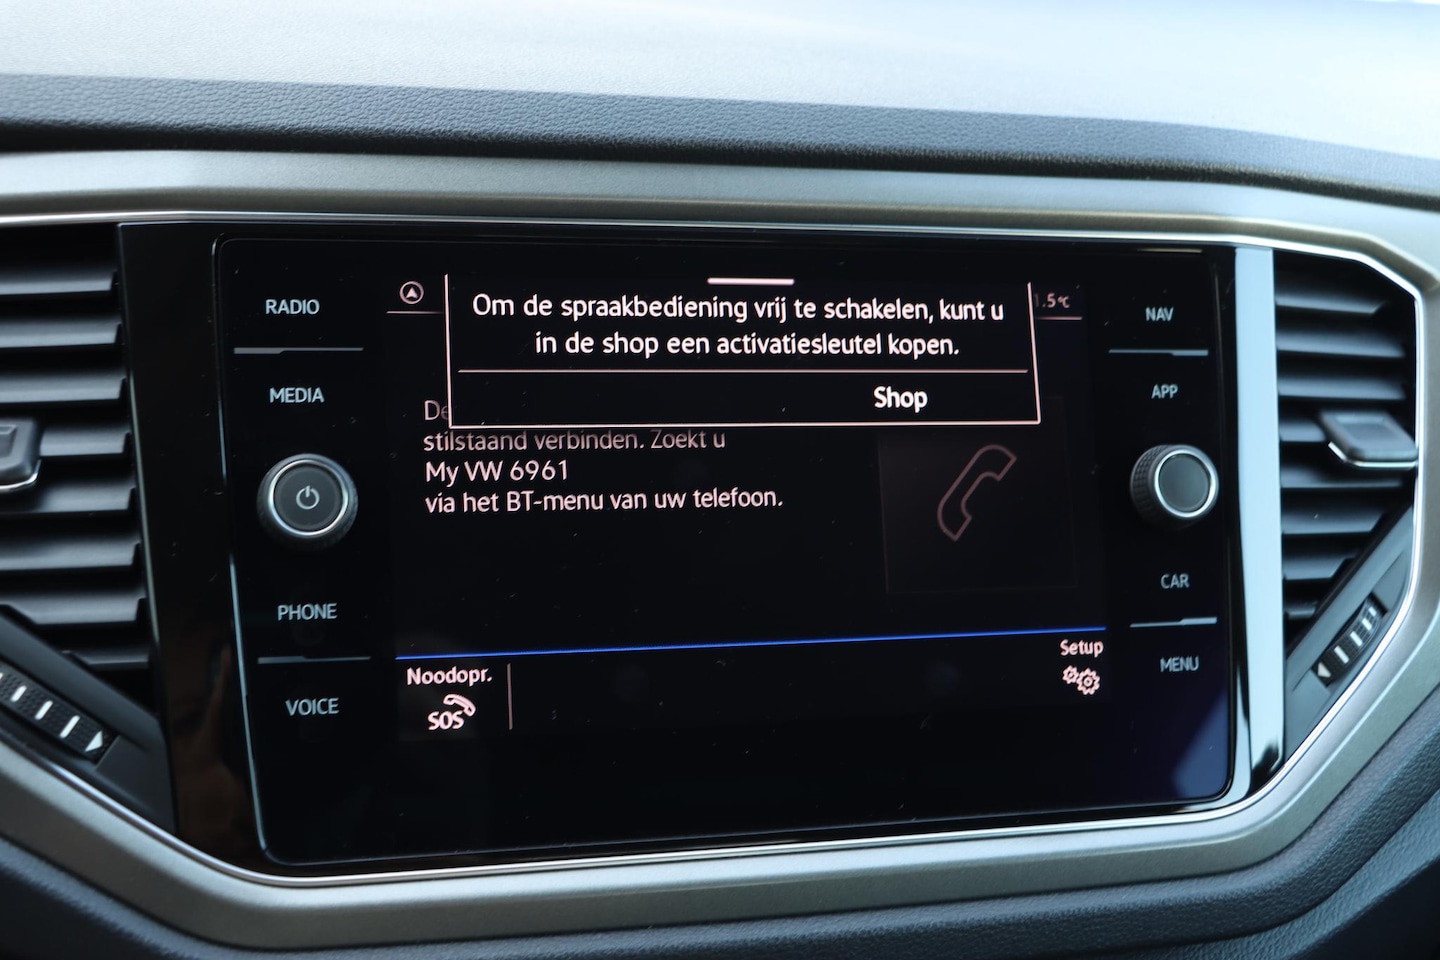 RADIO
MEDIA
PHONE
VOICE
Om de spraakbediening vrij te schakelen, kunt u
in de shop een activatiesleutel kopen.
Shop
.5°C
stilstaand verbinden. Zoekt u
My VW 6961
via het BT-menu van uw telefoon.
Noodopr.
SOS
Setup
NAV
APP
CAR
MENU